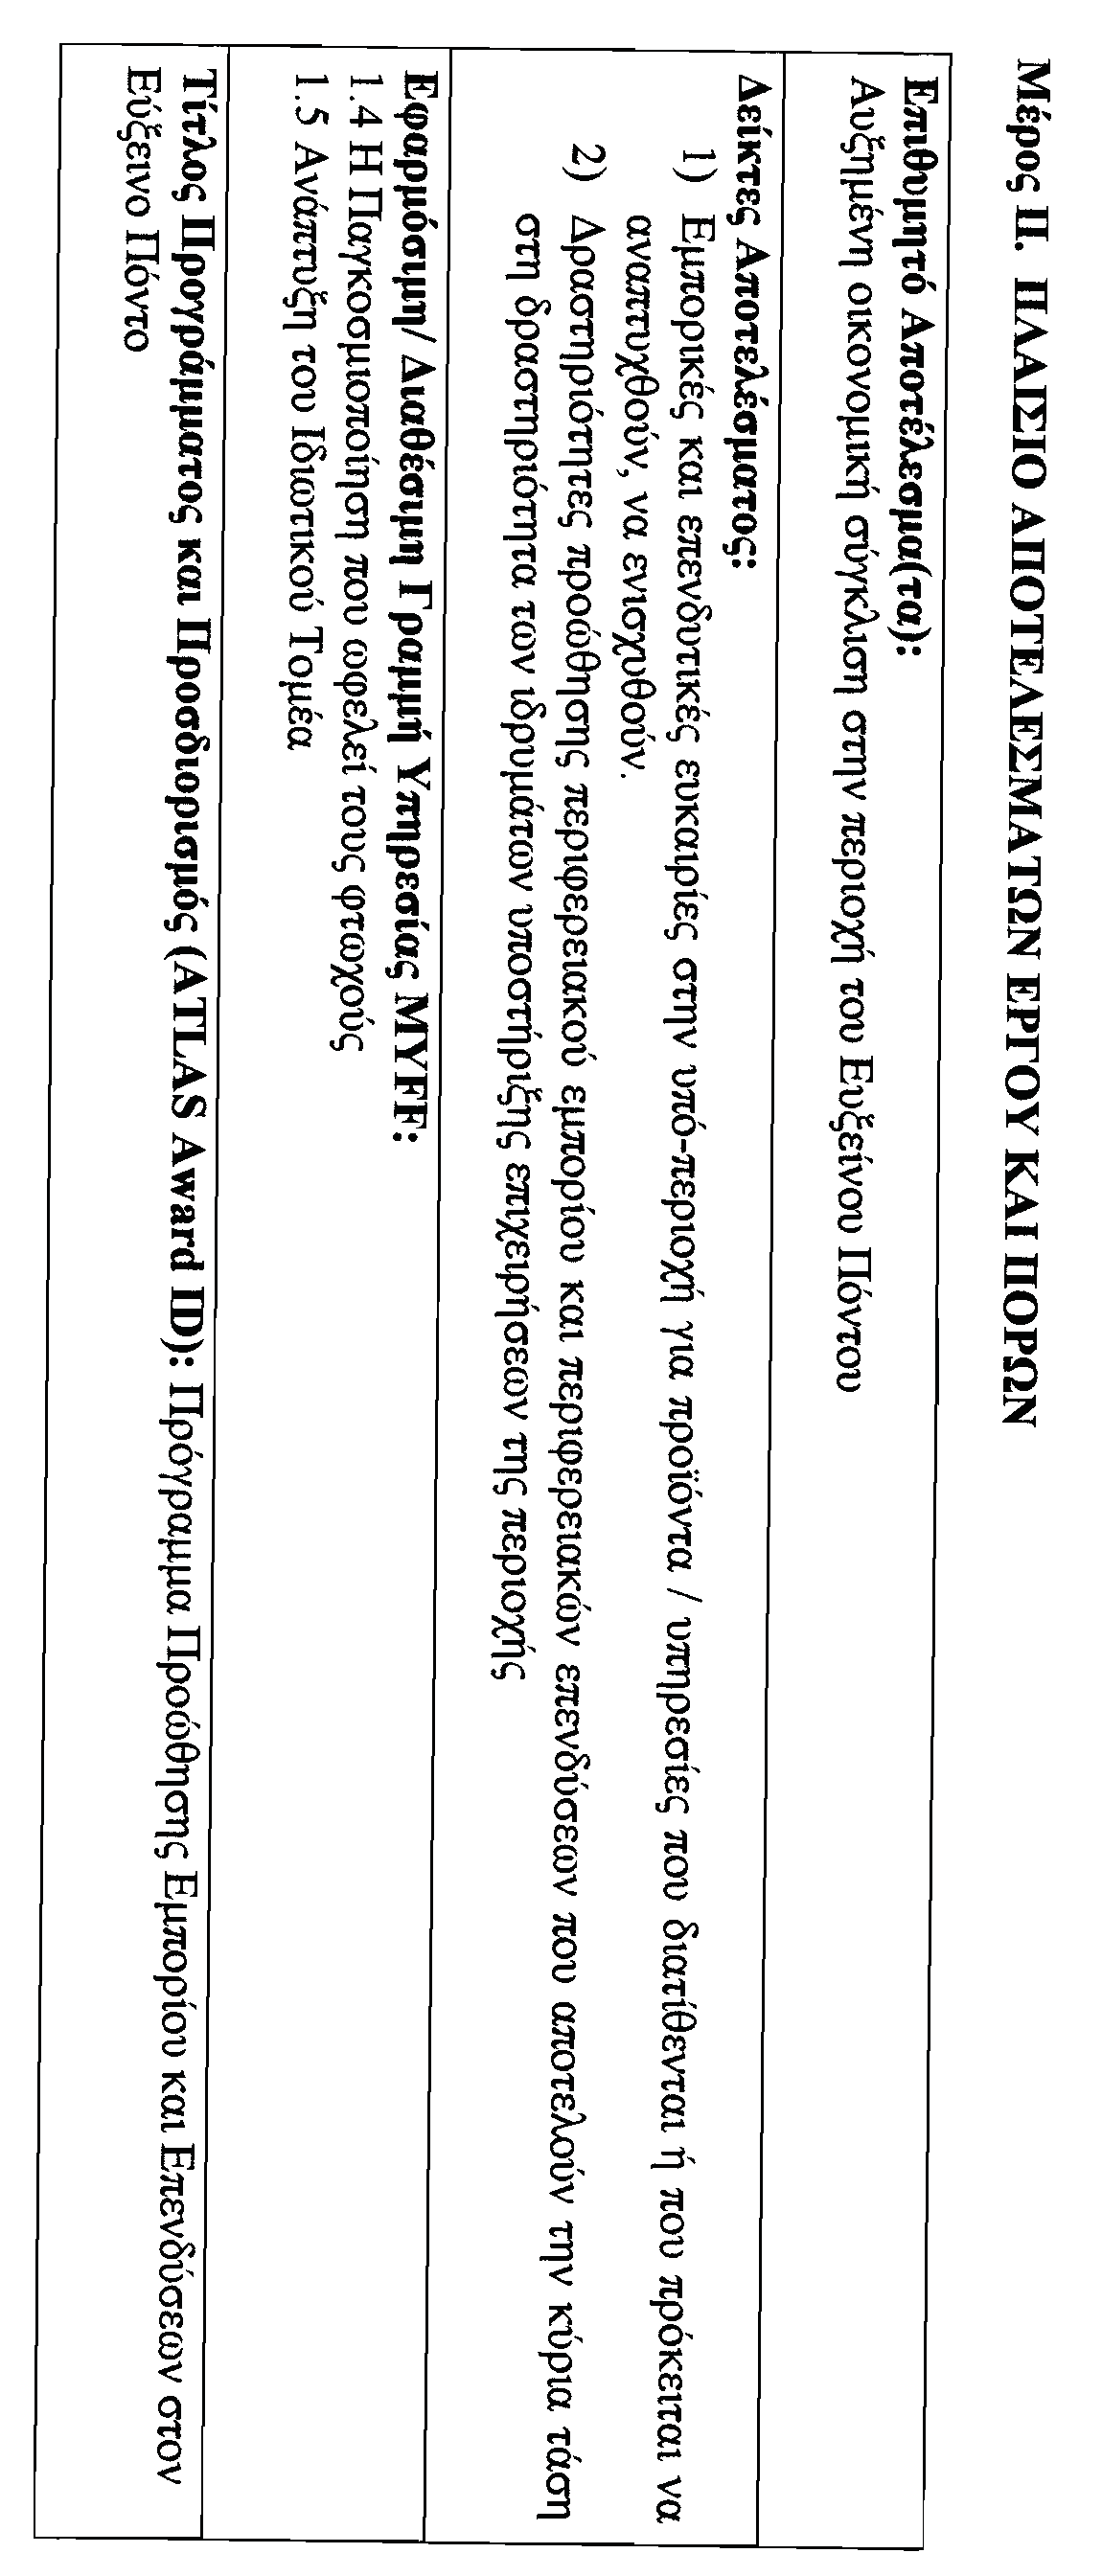 Μέρος ΙΙ. ΠΛΑΙΣΙΟ ΑΠΟΤΕΛΕΣΜΑΤΩΝ ΕΡΓΟΥ ΚΑΙ ΠΟΡΩΝ
Επιθυμητό Αποτέλεσμα(τα):
Αυξημένη οικονομική σύγκλιση στην περιοχή του Ευξείνου Πόντου
Δείκτες Αποτελέσματος:
1) Εμπορικές και επενδυτικές ευκαιρίες στην υπό-περιοχή για προϊόντα / υπηρεσίες που διατίθενται ή που πρόκειται να
αναπτυχθούν, να ενισχυθούν.
2) Δραστηριότητες προώθησης περιφερειακού εμπορίου και περιφερειακών επενδύσεων που αποτελούν την κύρια τάση
στη δραστηριότητα των ιδρυμάτων υποστήριξης επιχειρήσεων της περιοχής
Εφαρμόσιμη/ Διαθέσιμη Γραμμή Υπηρεσίας MYFF:
1.4 Η Παγκοσμιοποίηση που ωφελεί τους φτωχούς
1.5 Ανάπτυξη του Ιδιωτικού Τομέα
Τίτλος Προγράμματος και Προσδιορισμός (ATLAS Award ID): Πρόγραμμα Προώθησης Εμπορίου και Επενδύσεων στον
Εύξεινο Πόντο